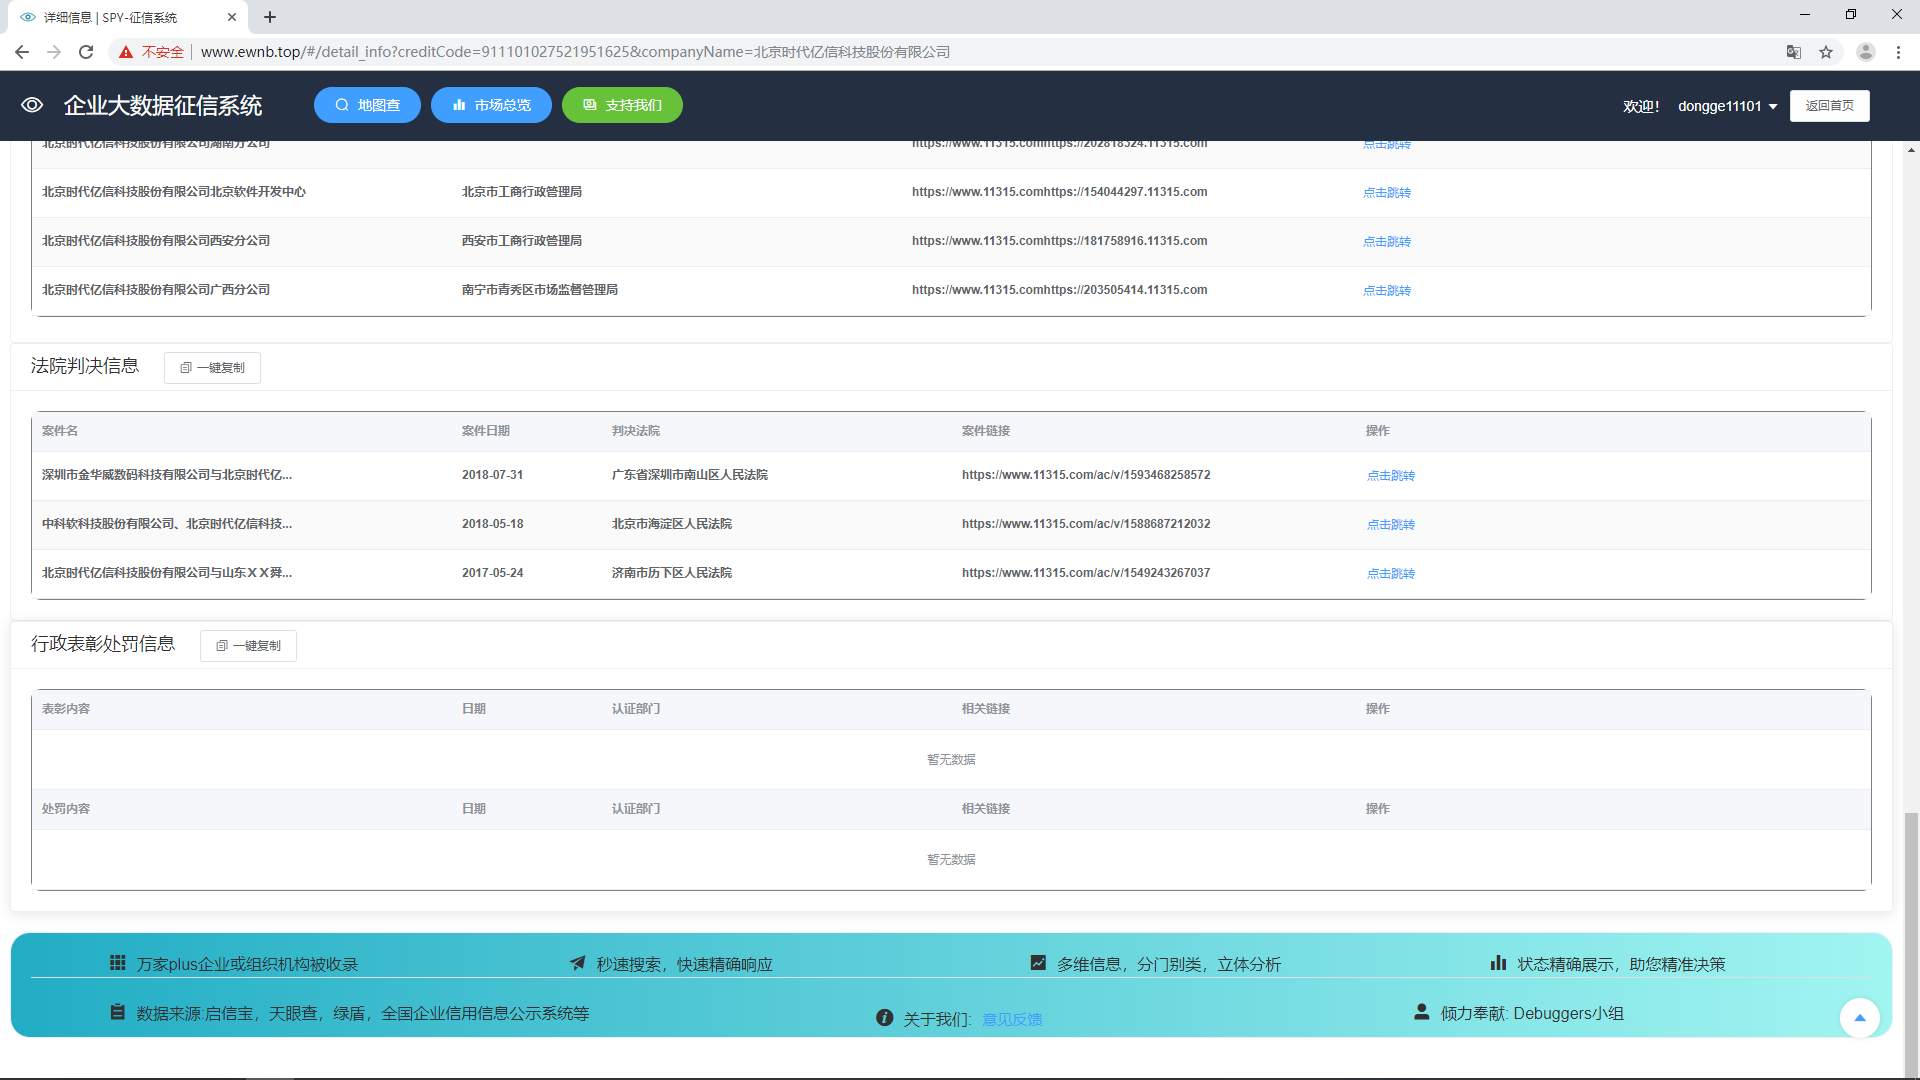 详细信息 | SPY-征信系统
不安全 www.ewnb.top/#/detail_info?creditCode=911101027521951625&companyName=北京时代亿信科技股份有限公司
企业大数据征信系统 地图查 市场总览 支持我们 欢迎! dongge11101 返回首页
北京时代亿信科技股份有限公司湖南分公司 https://www.11315.comhttps://202818324.11315.com 点击跳转
北京时代亿信科技股份有限公司北京软件开发中心 北京市工商行政管理局 https://www.11315.comhttps://154044297.11315.com 点击跳转
北京时代亿信科技股份有限公司西安分公司 西安市工商行政管理局 https://www.11315.comhttps://181758916.11315.com 点击跳转
北京时代亿信科技股份有限公司广西分公司 南宁市青秀区市场监督管理局 https://www.11315.comhttps://203505414.11315.com 点击跳转
法院判决信息 一键复制
案件名 案件日期 判决法院 案件链接 操作
深圳市金华威数码科技有限公司与北京时代亿... 2018-07-31 广东省深圳市南山区人民法院 https://www.11315.com/ac/v/1593468258572 点击跳转
中科软科技股份有限公司、北京时代亿信科技... 2018-05-18 北京市海淀区人民法院 https://www.11315.com/ac/v/1588687212032 点击跳转
北京时代亿信科技股份有限公司与山东ＸＸ舜... 2017-05-24 济南市历下区人民法院 https://www.11315.com/ac/v/1549243267037 点击跳转
行政表彰处罚信息 一键复制
表彰内容 日期 认证部门 相关链接 操作
暂无数据
处罚内容 日期 认证部门 相关链接 操作
暂无数据
万家plus企业或组织机构被收录 秒速搜索，快速精确响应 多维信息，分门别类，立体分析 状态精确展示，助您精准决策
数据来源:启信宝，天眼查，绿盾，全国企业信用信息公示系统等 关于我们: 意见反馈 倾力奉献: Debuggers小组